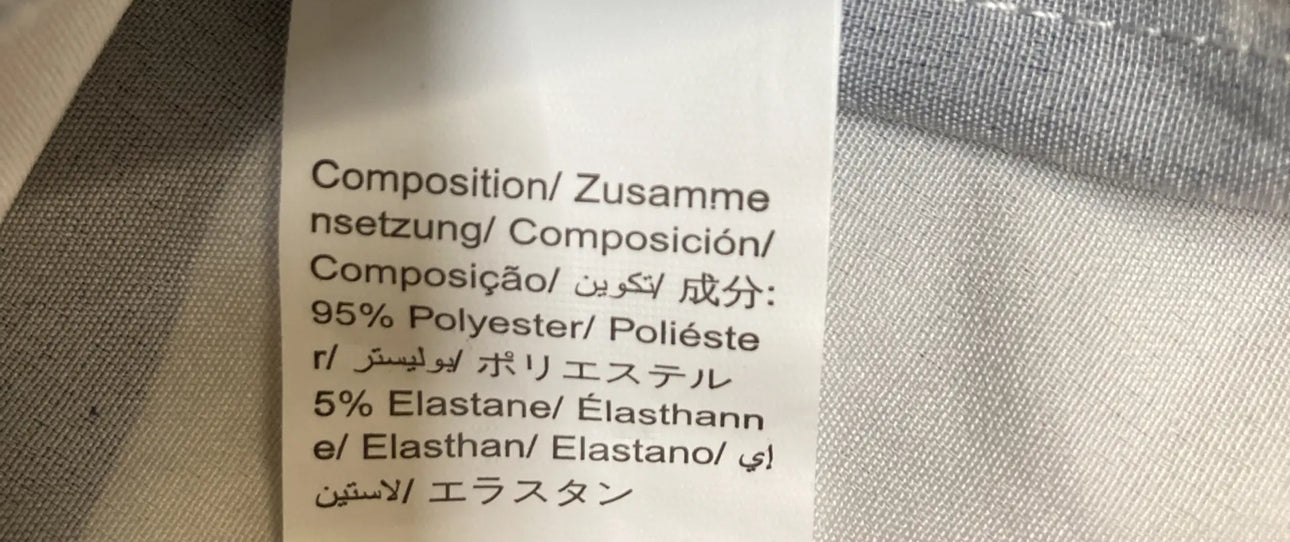 Composition/ Zusamme
nsetzung/ Composición/
Composição/ تكوين/ 成分:
95% Polyester/ Poliéste
r/ بوليستر/ ポリエステル
5% Elastane/ Élasthann
e/ Elasthan/ Elastano/ إي
لاستين/ エラスタン